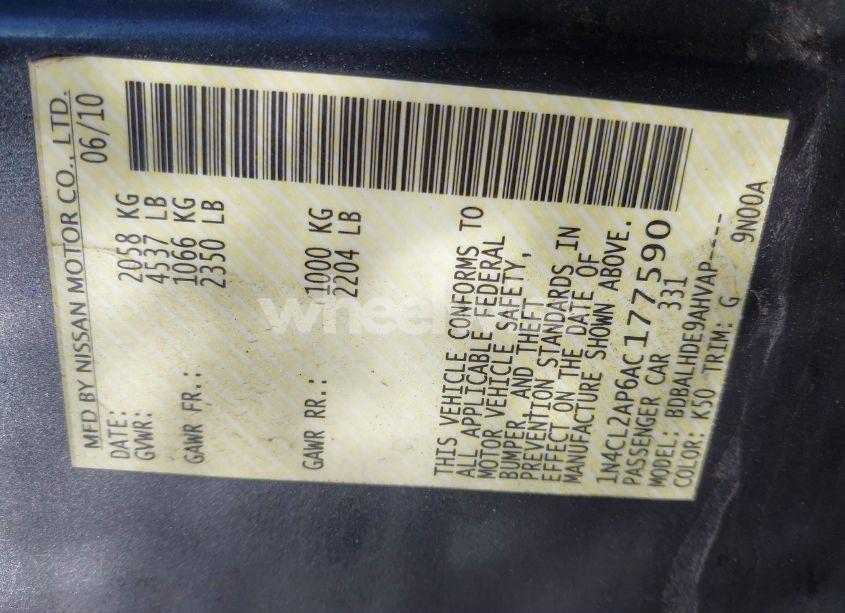 MFD BY NISSAN MOTOR CO., LTD.
DATE: 06/10
GVWR: 2058 KG
4537 LB
GAWR FR.: 1066 KG
2350 LB
GAWR RR.: 1000 KG
2204 LB
THIS VEHICLE CONFORMS TO
ALL APPLICABLE FEDERAL
MOTOR VEHICLE SAFETY,
BUMPER AND THEFT
PREVENTION STANDARDS IN
EFFECT ON THE DATE OF
MANUFACTURE SHOWN ABOVE.
1N4CL2AP6AC177590
PASSENGER CAR 331
MODEL: BDBALHDE9AHVAP-----
COLOR: K50 TRIM: G 9N00A